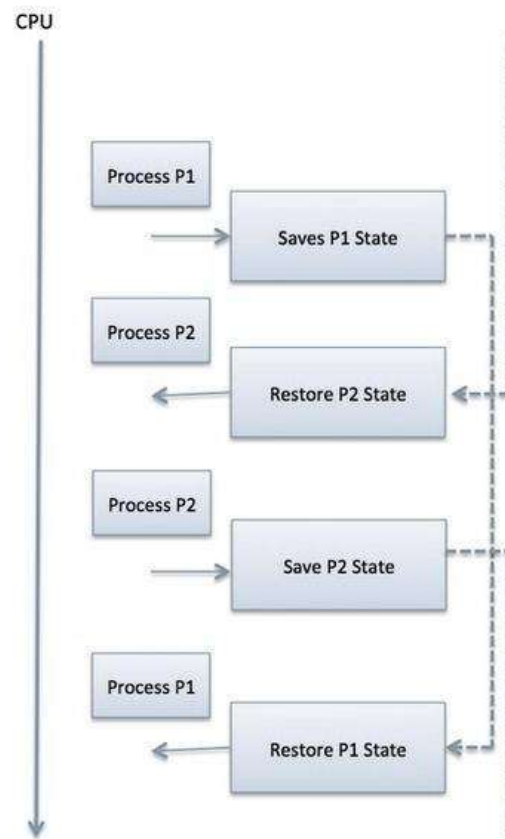 CPU
Process P1
Saves P1 State
Process P2
Restore P2 State
Process P2
Save P2 State
Process P1
Restore P1 State